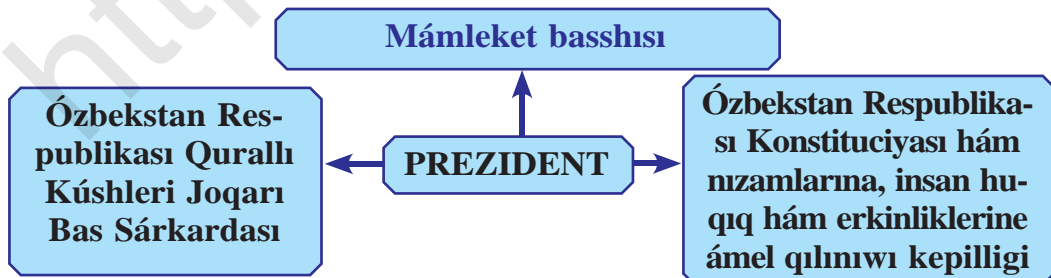 Mámleket basshısı
Ózbekstan Res-
publikası Qurallı
Kúshleri Joqarı
Bas Sárkardası
PREZIDENT
Ózbekstan Respublika-
sı Konstituciyası hám
nızamlarına, insan hu-
qıq hám erkinliklerine
ámel qılınıwı kepilligi
htt